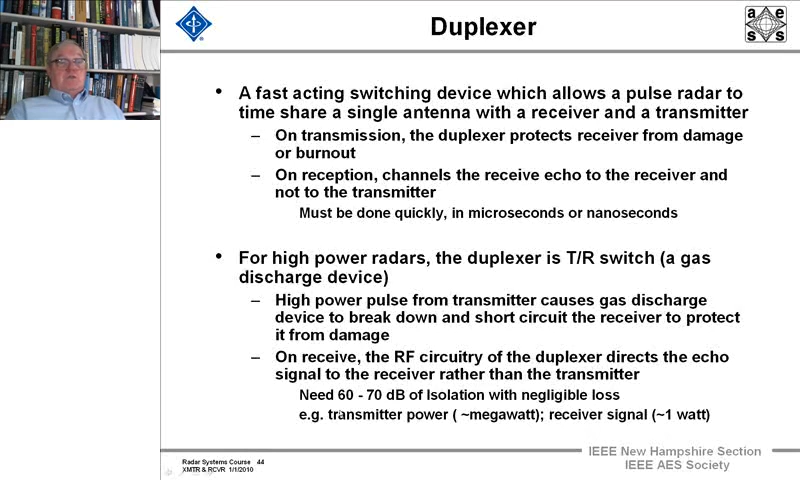 Duplexer
a e
s s
• A fast acting switching device which allows a pulse radar to
time share a single antenna with a receiver and a transmitter
– On transmission, the duplexer protects receiver from damage
or burnout
– On reception, channels the receive echo to the receiver and
not to the transmitter
Must be done quickly, in microseconds or nanoseconds
• For high power radars, the duplexer is T/R switch (a gas
discharge device)
– High power pulse from transmitter causes gas discharge
device to break down and short circuit the receiver to protect
it from damage
– On receive, the RF circuitry of the duplexer directs the echo
signal to the receiver rather than the transmitter
Need 60 - 70 dB of Isolation with negligible loss
e.g. transmitter power ( ~megawatt); receiver signal (~1 watt)
Radar Systems Course 44
XMTR & RCVR 1/1/2010
IEEE New Hampshire Section
IEEE AES Society